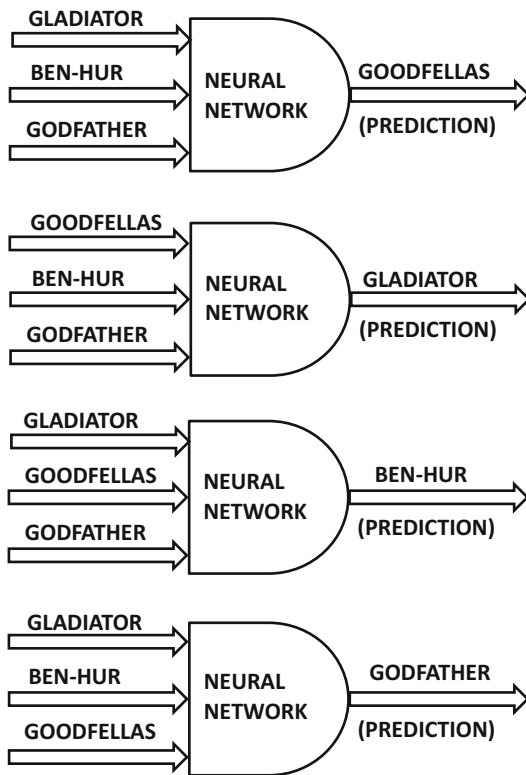 GLADIATOR
BEN-HUR
GODFATHER
NEURAL
NETWORK
GOODFELLAS
(PREDICTION)
GOODFELLAS
BEN-HUR
GODFATHER
NEURAL
NETWORK
GLADIATOR
(PREDICTION)
GLADIATOR
GOODFELLAS
GODFATHER
NEURAL
NETWORK
BEN-HUR
(PREDICTION)
GLADIATOR
BEN-HUR
GOODFELLAS
NEURAL
NETWORK
GODFATHER
(PREDICTION)